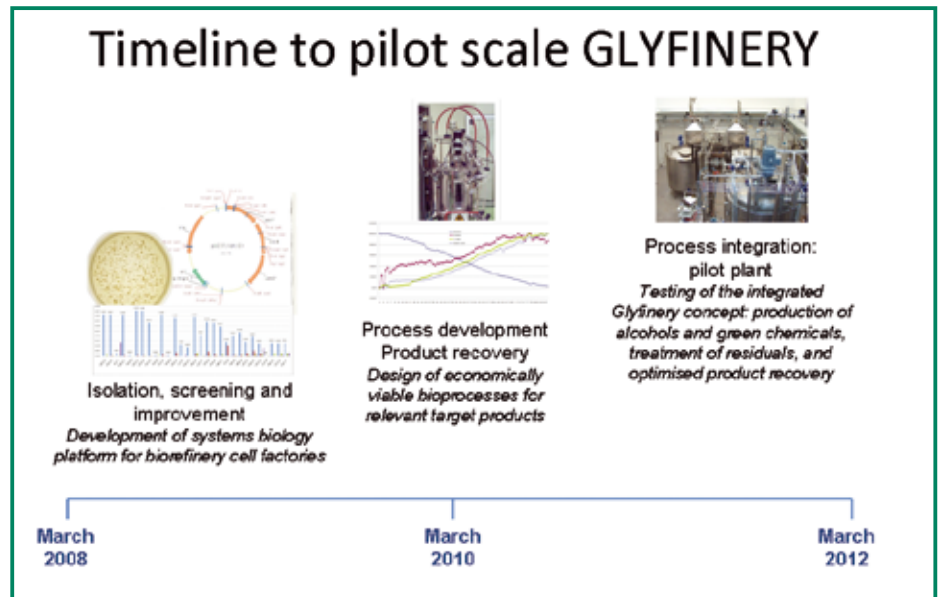 Timeline to pilot scale GLYFINERY
Isolation, screening and
improvement
Development of systems biology
platform for biorefinery cell factories
Process development
Product recovery
Design of economically
viable bioprocesses for
relevant target products
Process integration:
pilot plant
Testing of the integrated
Glyfinery concept: production of
alcohols and green chemicals,
treatment of residuals, and
optimised product recovery
March
2008
March
2010
March
2012